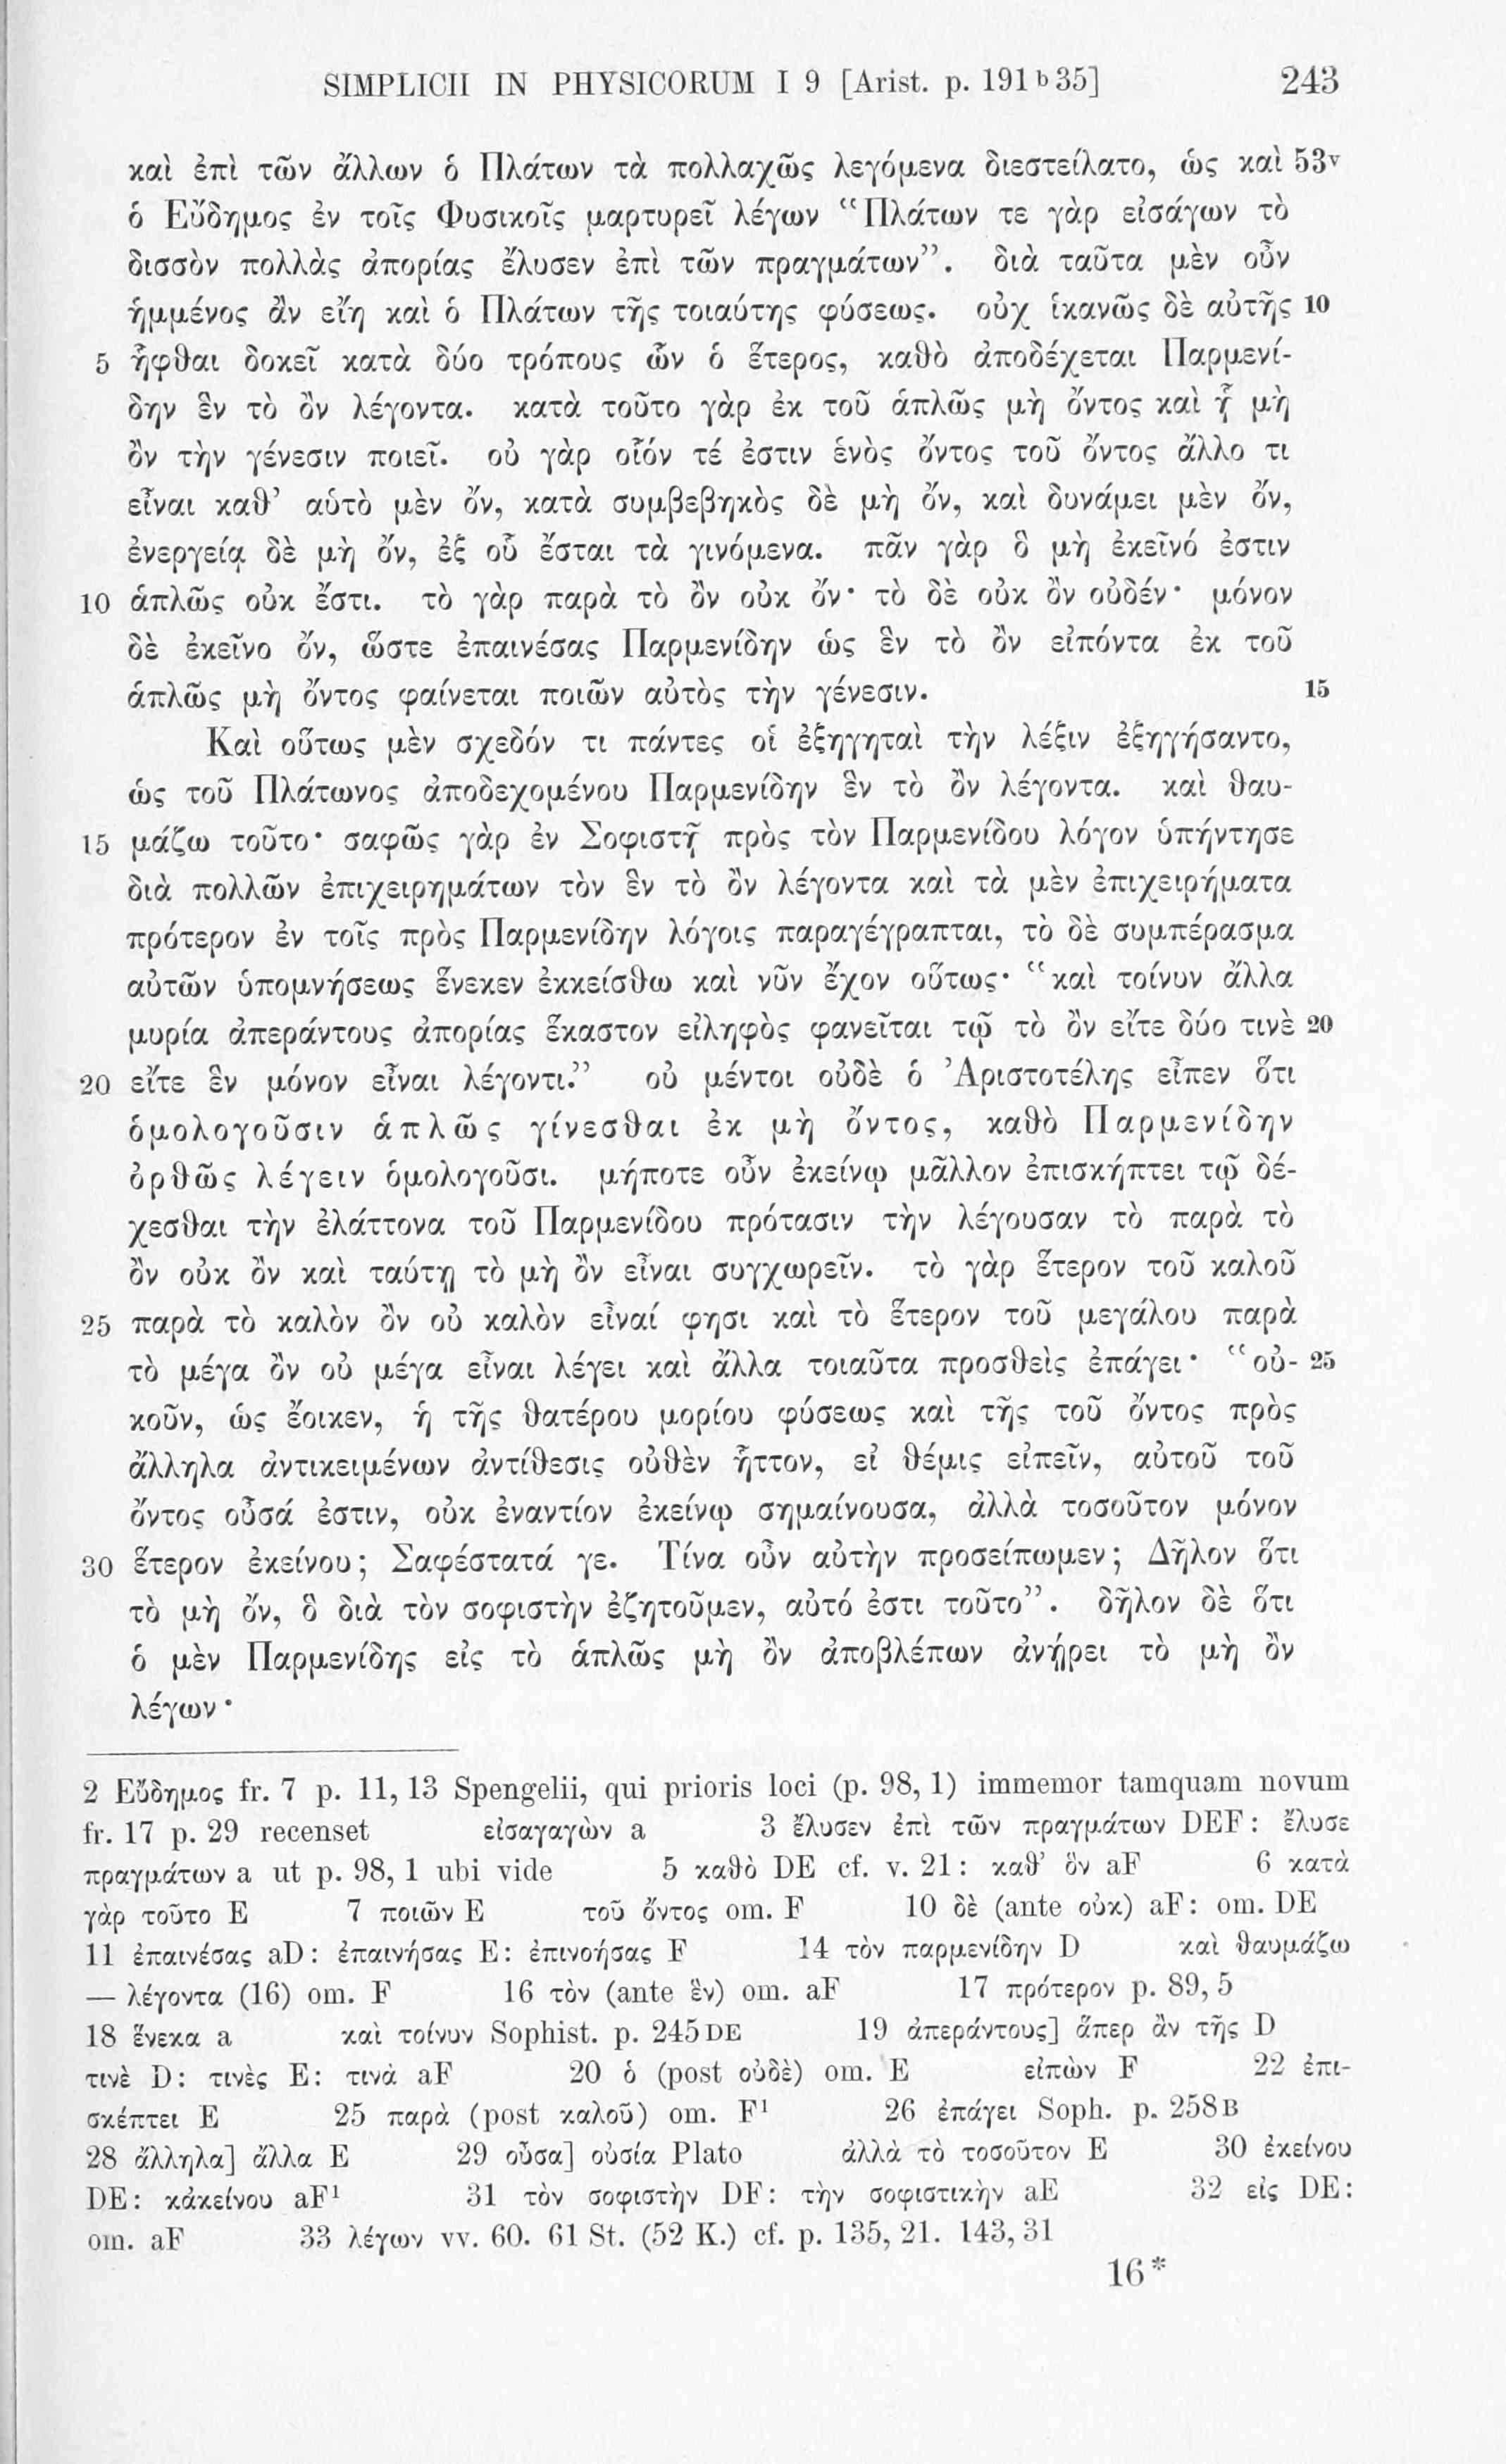 SIMPLICII IN PHYSICORUM I 9 [Arist. p. 191 b 35] 243
καὶ ἐπὶ τῶν ἄλλων ὁ Πλάτων τὰ πολλαχῶς λεγόμενα διεστείλατο, ὡς καὶ 53v
ὁ Εὔδημος ἐν τοῖς Φυσικοῖς μαρτυρεῖ λέγων “Πλάτων τε γὰρ εἰσάγων τὸ
δισσὸν πολλὰς ἀπορίας ἔλυσεν ἐπὶ τῶν πραγμάτων”. διὰ ταῦτα μὲν οὖν
ἡμμένος ἂν εἴη καὶ ὁ Πλάτων τῆς τοιαύτης φύσεως. οὐχ ἱκανῶς δὲ αὐτῆς 10
5 ἧφθαι δοκεῖ κατὰ δύο τρόπους ὧν ὁ ἕτερος, καθὸ ἀποδέχεται Παρμενί-
δην ἓν τὸ ὂν λέγοντα. κατὰ τοῦτο γὰρ ἐκ τοῦ ἁπλῶς μὴ ὄντος καὶ ᾗ μὴ
ὂν τὴν γένεσιν ποιεῖ. οὐ γὰρ οἷόν τέ ἐστιν ἑνὸς ὄντος τοῦ ὄντος ἄλλο τι
εἶναι καθ’ αὑτὸ μὲν ὄν, κατὰ συμβεβηκὸς δὲ μὴ ὄν, καὶ δυνάμει μὲν ὄν,
ἐνεργείᾳ δὲ μὴ ὄν, ἐξ οὗ ἔσται τὰ γινόμενα. πᾶν γὰρ ὃ μὴ ἐκεῖνό ἐστιν
10 ἁπλῶς οὐκ ἔστι. τὸ γὰρ παρὰ τὸ ὂν οὐκ ὄν· τὸ δὲ οὐκ ὂν οὐδέν· μόνον
δὲ ἐκεῖνο ὄν, ὥστε ἐπαινέσας Παρμενίδην ὡς ἓν τὸ ὂν εἰπόντα ἐκ τοῦ
ἁπλῶς μὴ ὄντος φαίνεται ποιῶν αὐτὸς τὴν γένεσιν. 15
Καὶ οὕτως μὲν σχεδόν τι πάντες οἱ ἐξηγηταὶ τὴν λέξιν ἐξηγήσαντο,
ὡς τοῦ Πλάτωνος ἀποδεχομένου Παρμενίδην ἓν τὸ ὂν λέγοντα. καὶ θαυ-
15 μάζω τοῦτο· σαφῶς γὰρ ἐν Σοφιστῇ πρὸς τὸν Παρμενίδου λόγον ὑπήντησε
διὰ πολλῶν ἐπιχειρημάτων τὸν ἓν τὸ ὂν λέγοντα καὶ τὰ μὲν ἐπιχειρήματα
πρότερον ἐν τοῖς πρὸς Παρμενίδην λόγοις παραγέγραπται, τὸ δὲ συμπέρασμα
αὐτῶν ὑπομνήσεως ἕνεκεν ἐκκείσθω καὶ νῦν ἔχον οὕτως· “καὶ τοίνυν ἄλλα
μυρία ἀπεράντους ἀπορίας ἕκαστον εἰληφὸς φανεῖται τῷ τὸ ὂν εἴτε δύο τινὲ 20
20 εἴτε ἓν μόνον εἶναι λέγοντι.” οὐ μέντοι οὐδὲ ὁ Ἀριστοτέλης εἶπεν ὅτι
ὁμολογοῦσιν ἁπλῶς γίνεσθαι ἐκ μὴ ὄντος, καθὸ Παρμενίδην
ὀρθῶς λέγειν ὁμολογοῦσι. μήποτε οὖν ἐκείνῳ μᾶλλον ἐπισκήπτει τῷ δέ-
χεσθαι τὴν ἐλάττονα τοῦ Παρμενίδου πρότασιν τὴν λέγουσαν τὸ παρὰ τὸ
ὂν οὐκ ὂν καὶ ταύτῃ τὸ μὴ ὂν εἶναι συγχωρεῖν. τὸ γὰρ ἕτερον τοῦ καλοῦ
25 παρὰ τὸ καλὸν ὂν οὐ καλὸν εἶναί φησι καὶ τὸ ἕτερον τοῦ μεγάλου παρὰ
τὸ μέγα ὂν οὐ μέγα εἶναι λέγει καὶ ἄλλα τοιαῦτα προσθεὶς ἐπάγει· “οὐ- 25
κοῦν, ὡς ἔοικεν, ἡ τῆς θατέρου μορίου φύσεως καὶ τῆς τοῦ ὄντος πρὸς
ἄλληλα ἀντικειμένων ἀντίθεσις οὐθὲν ἧττον, εἰ θέμις εἰπεῖν, αὐτοῦ τοῦ
ὄντος οὖσά ἐστιν, οὐκ ἐναντίον ἐκείνῳ σημαίνουσα, ἀλλὰ τοσοῦτον μόνον
30 ἕτερον ἐκείνου; Σαφέστατά γε. Τίνα οὖν αὐτὴν προσείπωμεν; Δῆλον ὅτι
τὸ μὴ ὄν, ὃ διὰ τὸν σοφιστὴν ἐζητοῦμεν, αὐτό ἐστι τοῦτο”. δῆλον δὲ ὅτι
ὁ μὲν Παρμενίδης εἰς τὸ ἁπλῶς μὴ ὂν ἀποβλέπων ἀνῄρει τὸ μὴ ὂν
λέγων·
2 Εὔδημος fr. 7 p. 11, 13 Spengelii, qui prioris loci (p. 98, 1) immemor tamquam novum
fr. 17 p. 29 recenset εἰσαγαγὼν a 3 ἔλυσεν ἐπὶ τῶν πραγμάτων DEF: ἔλυσε
πραγμάτων a ut p. 98, 1 ubi vide 5 καθὸ DE cf. v. 21: καθ’ ὃν aF 6 κατὰ
γὰρ τοῦτο E 7 ποιῶν E τοῦ ὄντος om. F 10 δὲ (ante οὐκ) aF: om. DE
11 ἐπαινέσας aD: ἐπαινήσας E: ἐπινοήσας F 14 τὸν παρμενίδην D καὶ θαυμάζω
— λέγοντα (16) om. F 16 τὸν (ante ἓν) om. aF 17 πρότερον p. 89, 5
18 ἕνεκα a καὶ τοίνυν Sophist. p. 245 DE 19 ἀπεράντους] ἅπερ ἂν τῆς D
τινὲ D: τινὲς E: τινὰ aF 20 ὁ (post οὐδὲ) om. E εἰπὼν F 22 ἐπι-
σκέπτει E 25 παρὰ (post καλοῦ) om. F¹ 26 ἐπάγει Soph. p. 258 B
28 ἄλληλα] ἄλλα E 29 οὖσα] οὐσία Plato ἀλλὰ τὸ τοσοῦτον E 30 ἐκείνου
DE: κἀκείνου aF¹ 31 τὸν σοφιστὴν DF: τὴν σοφιστικὴν aE 32 εἰς DE:
om. aF 33 λέγων vv. 60. 61 St. (52 K.) cf. p. 135, 21. 143, 31
16*